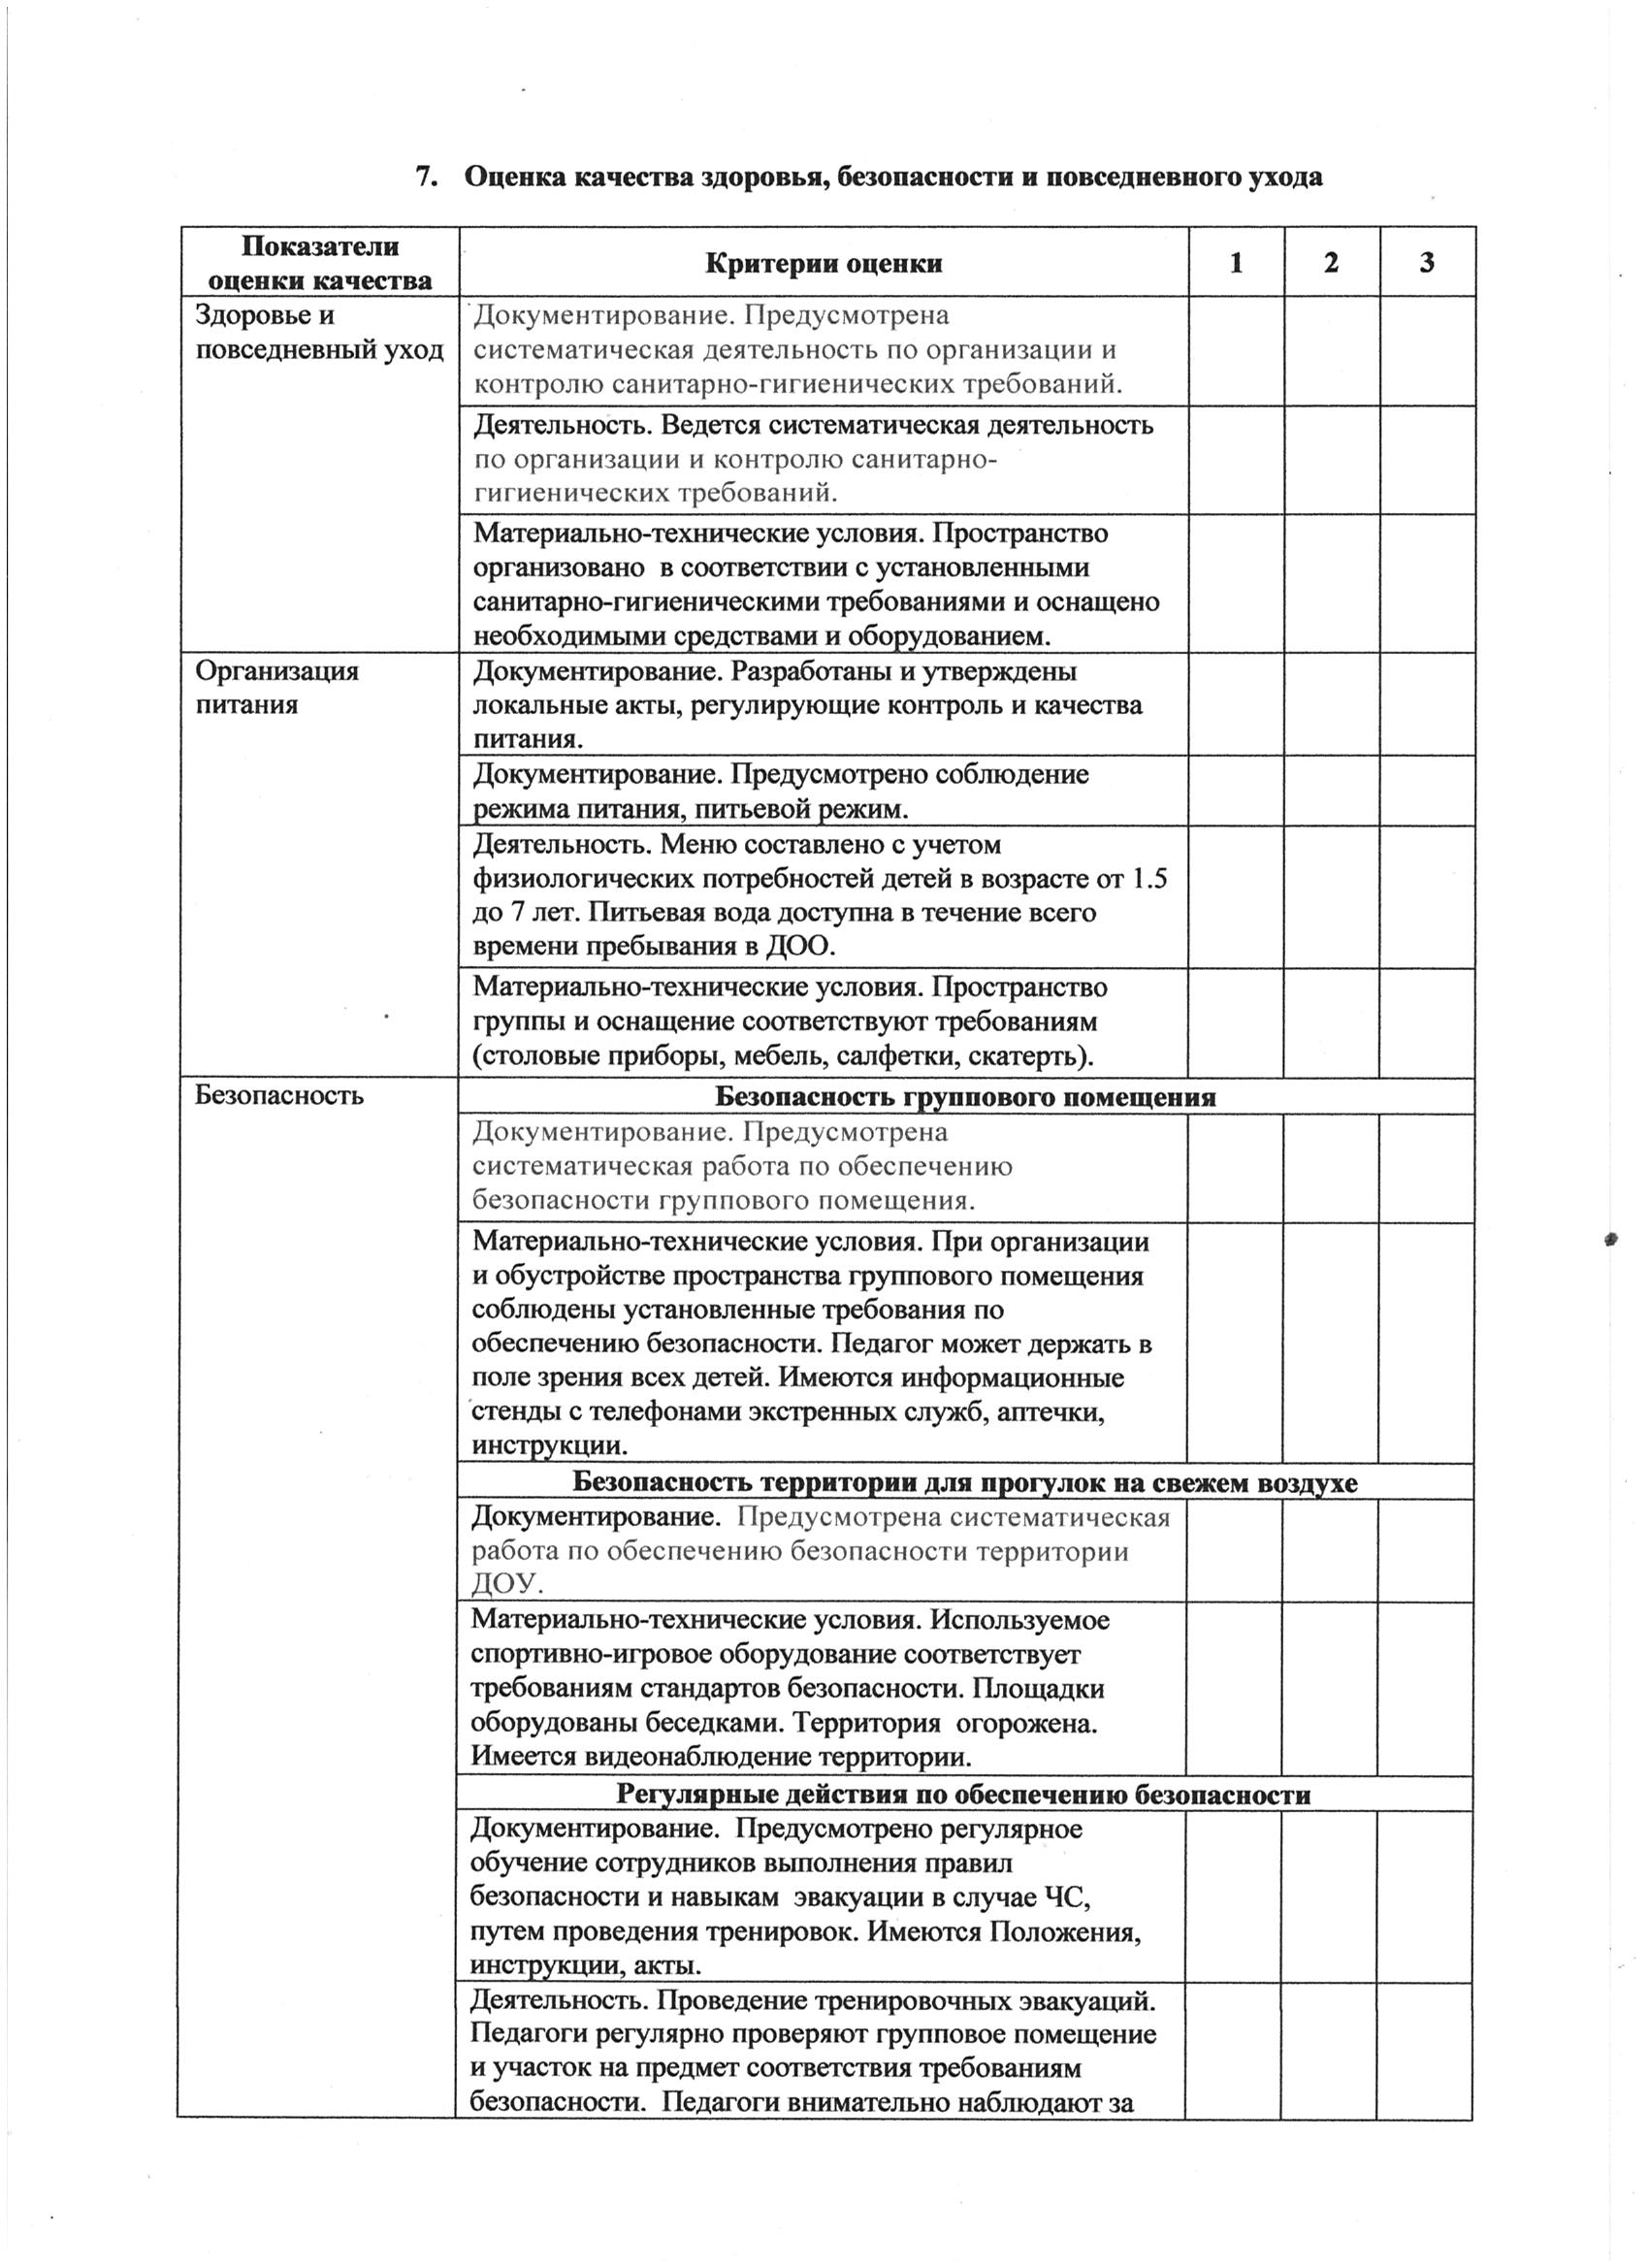 7. Оценка качества здоровья, безопасности и повседневного ухода
Показатели
оценки качества
Критерии оценки
1
2
3
Здоровье и
повседневный уход
Документирование. Предусмотрена
систематическая деятельность по организации и
контролю санитарно-гигиенических требований.
Деятельность. Ведется систематическая деятельность
по организации и контролю санитарно-
гигиенических требований.
Материально-технические условия. Пространство
организовано в соответствии с установленными
санитарно-гигиеническими требованиями и оснащено
необходимыми средствами и оборудованием.
Организация
питания
Документирование. Разработаны и утверждены
локальные акты, регулирующие контроль и качества
питания.
Документирование. Предусмотрено соблюдение
режима питания, питьевой режим.
Деятельность. Меню составлено с учетом
физиологических потребностей детей в возрасте от 1.5
до 7 лет. Питьевая вода доступна в течение всего
времени пребывания в ДОО.
Материально-технические условия. Пространство
группы и оснащение соответствуют требованиям
(столовые приборы, мебель, салфетки, скатерть).
Безопасность
Безопасность группового помещения
Документирование. Предусмотрена
систематическая работа по обеспечению
безопасности группового помещения.
Материально-технические условия. При организации
и обустройстве пространства группового помещения
соблюдены установленные требования по
обеспечению безопасности. Педагог может держать в
поле зрения всех детей. Имеются информационные
стенды с телефонами экстренных служб, аптечки,
инструкции.
Безопасность территории для прогулок на свежем воздухе
Документирование. Предусмотрена систематическая
работа по обеспечению безопасности территории
ДОУ.
Материально-технические условия. Используемое
спортивно-игровое оборудование соответствует
требованиям стандартов безопасности. Площадки
оборудованы беседками. Территория огорожена.
Имеется видеонаблюдение территории.
Регулярные действия по обеспечению безопасности
Документирование. Предусмотрено регулярное
обучение сотрудников выполнения правил
безопасности и навыкам эвакуации в случае ЧС,
путем проведения тренировок. Имеются Положения,
инструкции, акты.
Деятельность. Проведение тренировочных эвакуаций.
Педагоги регулярно проверяют групповое помещение
и участок на предмет соответствия требованиям
безопасности. Педагоги внимательно наблюдают за